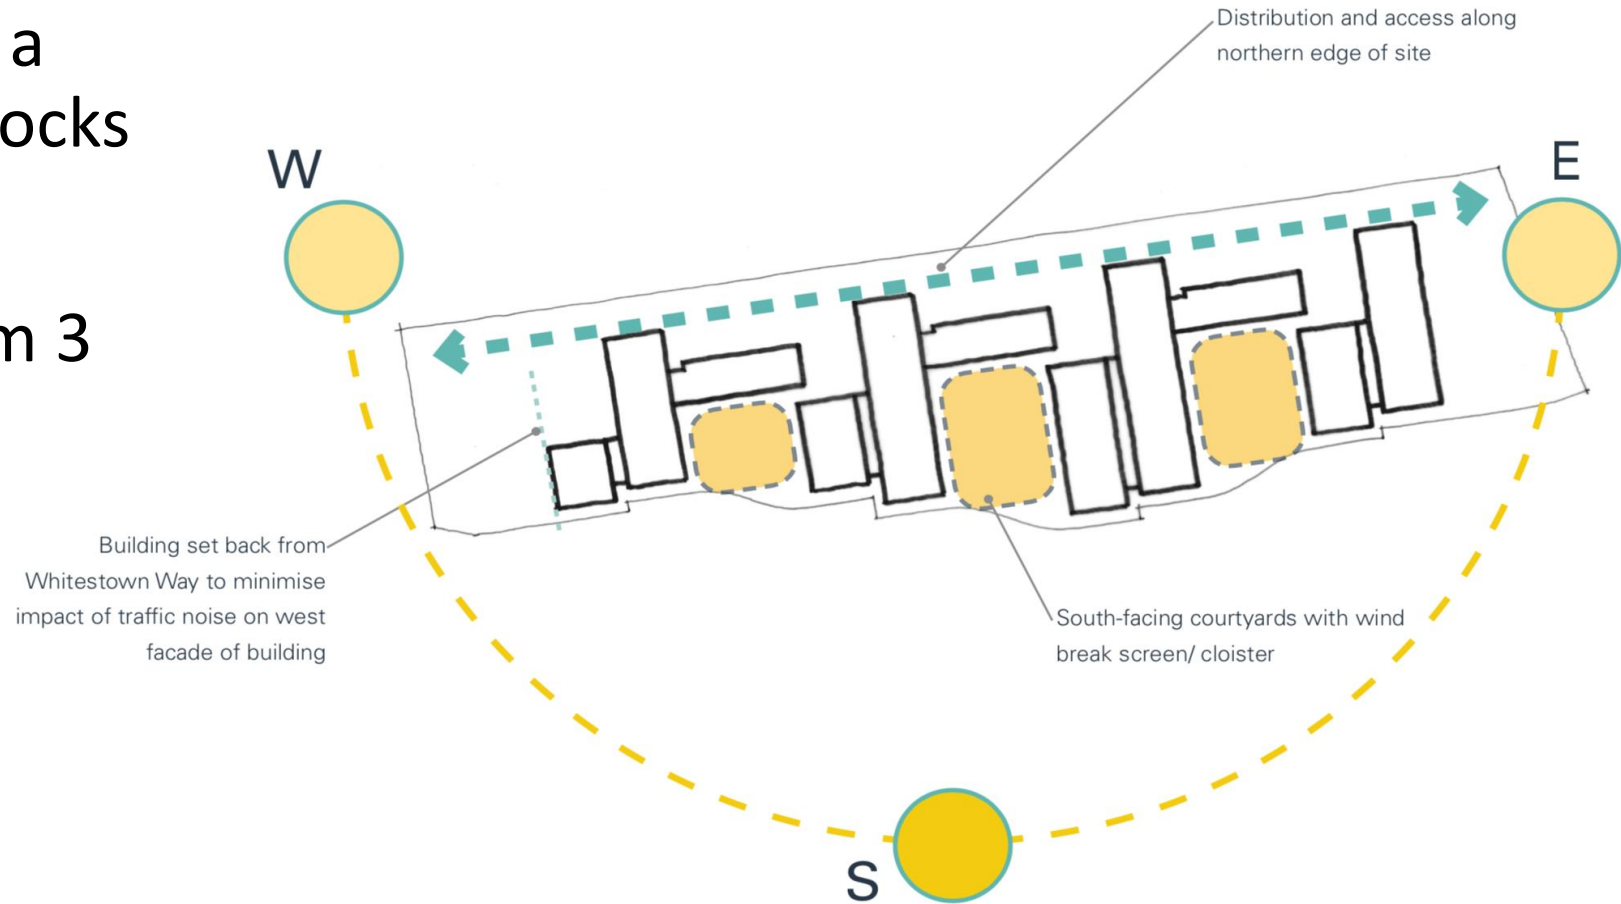 a
ocks
m 3
Distribution and access along
northern edge of site
W
E
Building set back from
Whitestown Way to minimise
impact of traffic noise on west
facade of building
South-facing courtyards with wind
break screen/ cloister
S